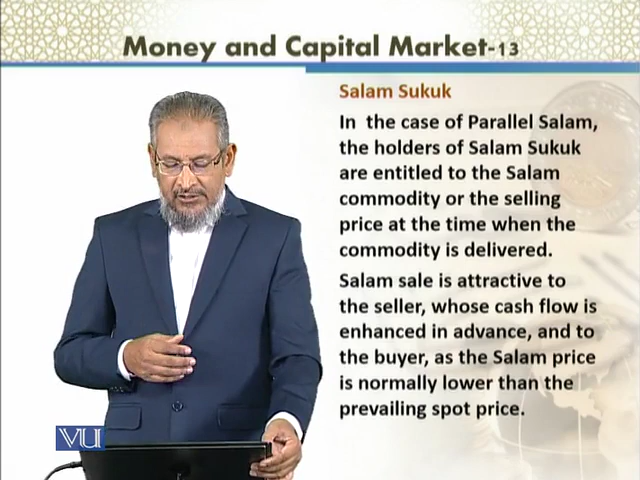 Money and Capital Market-13
Salam Sukuk
In the case of Parallel Salam,
the holders of Salam Sukuk
are entitled to the Salam
commodity or the selling
price at the time when the
commodity is delivered.
Salam sale is attractive to
the seller, whose cash flow is
enhanced in advance, and to
the buyer, as the Salam price
is normally lower than the
prevailing spot price.
VU